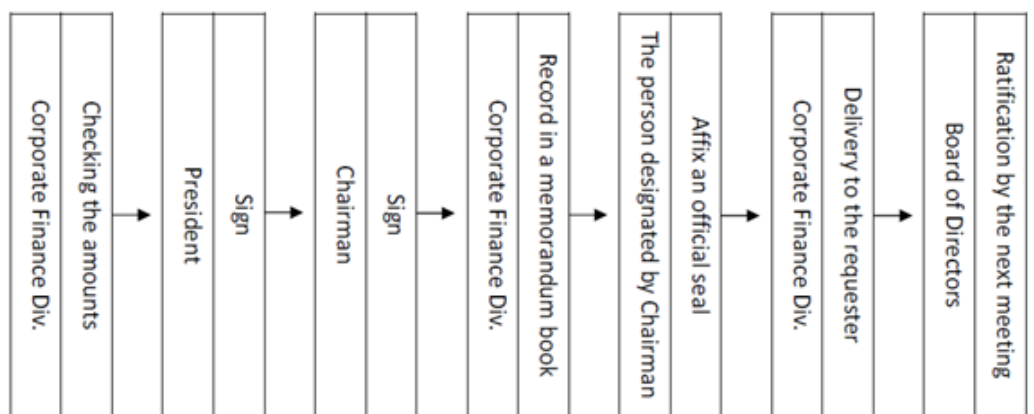 Checking the amounts
Corporate Finance Div.
Sign
President
Sign
Chairman
Record in a memorandum book
Corporate Finance Div.
Affix an official seal
The person designated by Chairman
Delivery to the requester
Corporate Finance Div.
Ratification by the next meeting
Board of Directors